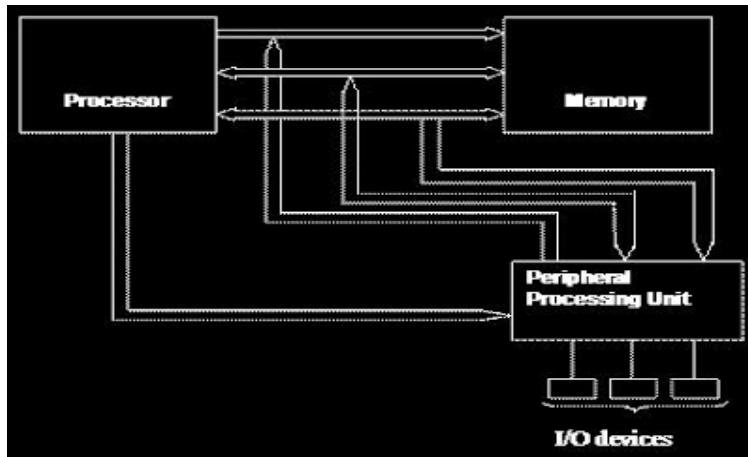 Processor
Memory
Peripheral
Processing Unit
I/O devices